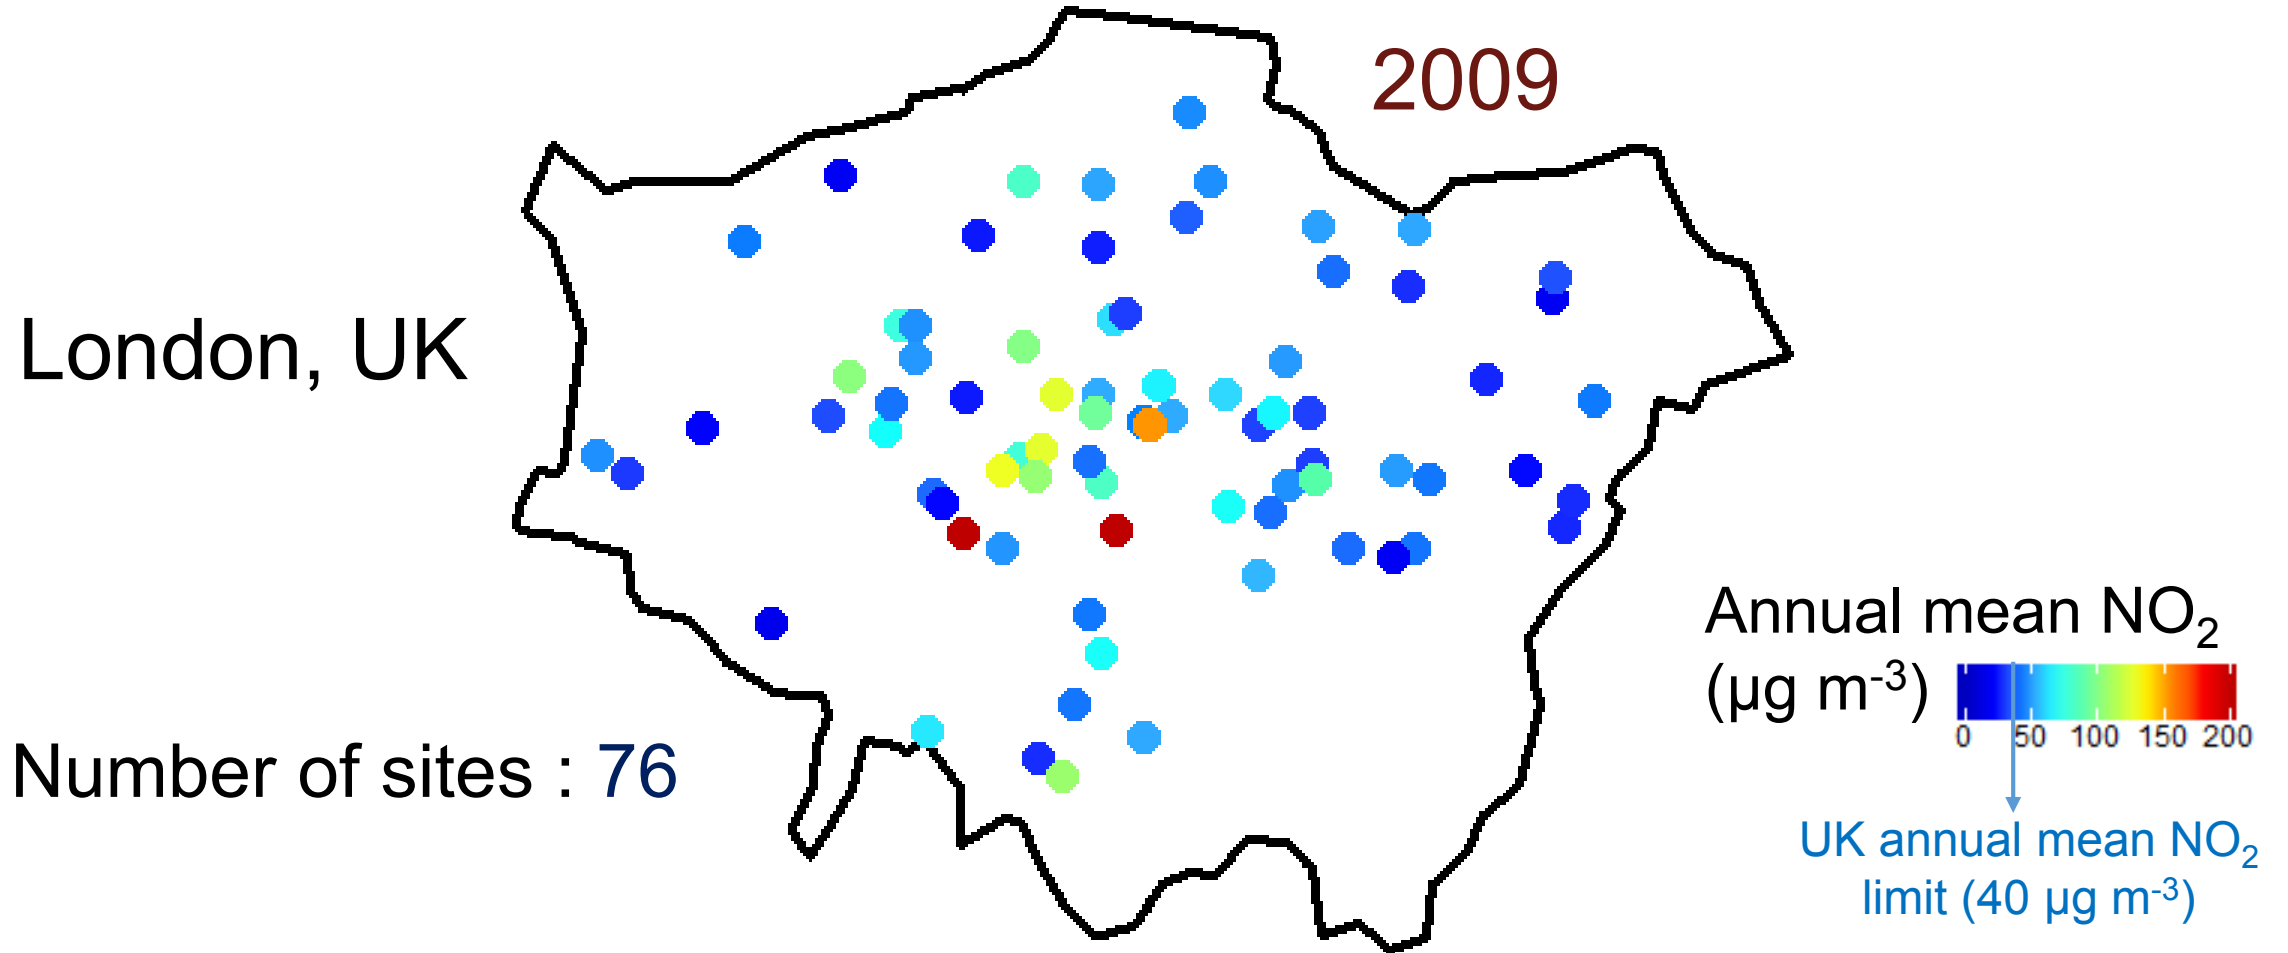 2009
London, UK
Annual mean NO₂
(μg m⁻³)
0 50 100 150 200
Number of sites : 76
UK annual mean NO₂
limit (40 μg m⁻³)